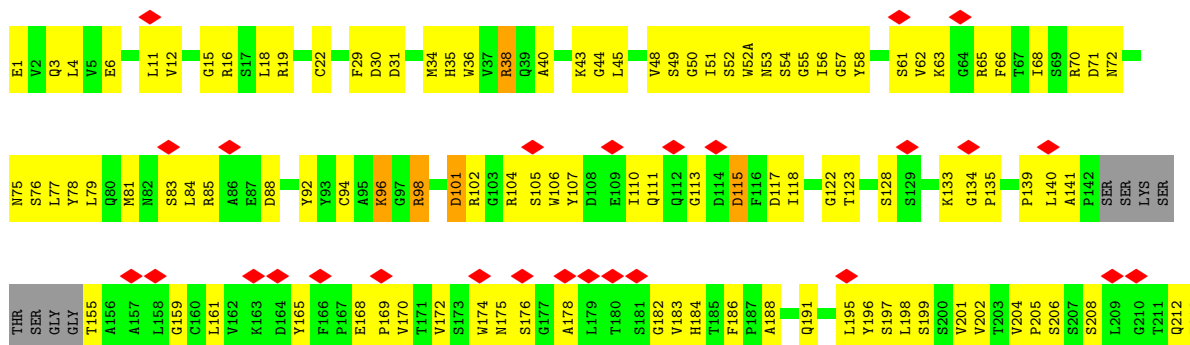 E1 V2 Q3 L4 V5 E6 L11 V12 G15 R16 S17 L18 R19 C22 F29 D30 D31 M34 H35 W36 V37 R38 Q39 A40 K43 G44 L45 V48 S49 G50 I51 S52 W52A N53 S54 G55 I56 G57 Y58 S61 V62 K63 G64 R65 F66 T67 I68 S69 R70 D71 N72
N75 S76 L77 Y78 L79 Q80 M81 N82 S83 L84 R85 A86 E87 D88 Y92 Y93 C94 A95 K96 G97 R98 D101 R102 G103 R104 S105 W106 Y107 D108 E109 I110 Q111 Q112 G113 D114 D115 F116 D117 I118 G122 T123 S128 S129 K133 G134 P135 P139 L140 A141 P142 SER SER LYS SER
THR SER GLY GLY T155 A156 A157 L158 G159 C160 L161 V162 K163 D164 Y165 F166 P167 E168 P169 V170 T171 V172 S173 W174 N175 S176 G177 A178 L179 T180 S181 G182 V183 H184 T185 F186 P187 A188 Q191 L195 Y196 S197 L198 S199 S200 V201 V202 T203 V204 P205 S206 S207 S208 L209 G210 T211 Q212